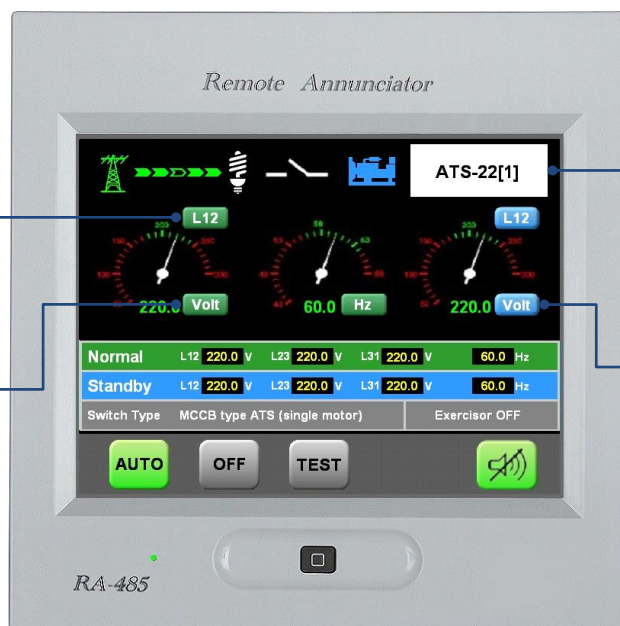 Remote Annunciator
ATS-22[1]
L12
L12
220.0 Volt
60.0 Hz
220.0 Volt
Normal L12 220.0 V L23 220.0 V L31 220.0 V 60.0 Hz
Standby L12 220.0 V L23 220.0 V L31 220.0 V 60.0 Hz
Switch Type MCCB type ATS (single motor) Exercisor OFF
AUTO OFF TEST
RA-485